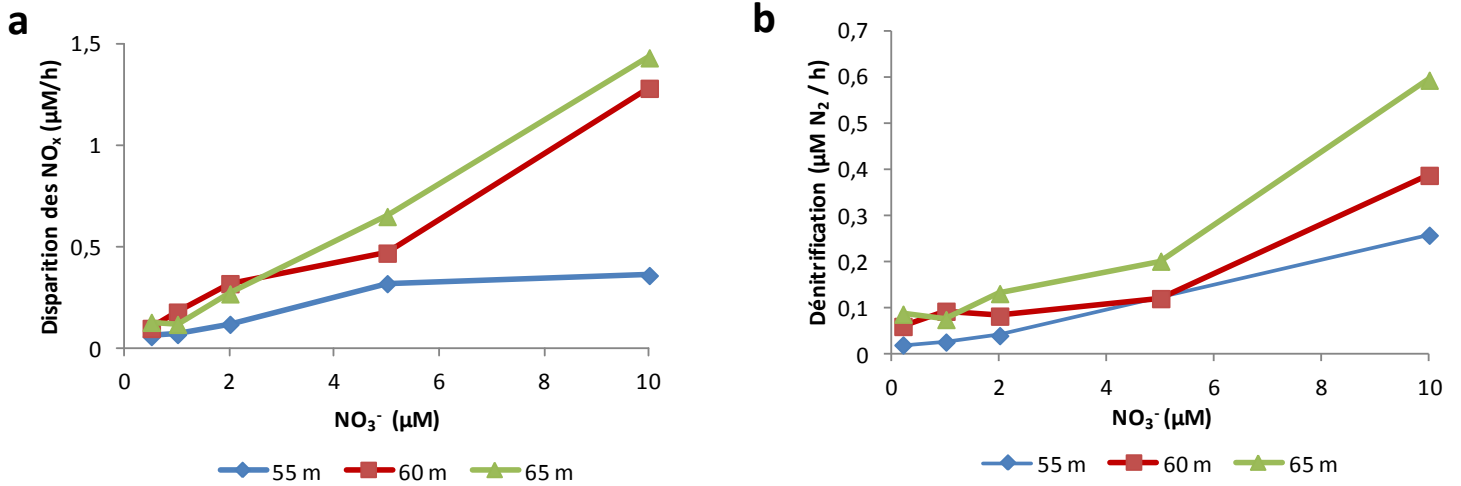 a
Disparition des NOx (µM/h)
1,5
1
0,5
0
0 2 4 6 8 10
NO3- (µM)
55 m 60 m 65 m
b
Dénitrification (µM N2 / h)
0,7
0,6
0,5
0,4
0,3
0,2
0,1
0
0 2 4 6 8 10
NO3- (µM)
55 m 60 m 65 m